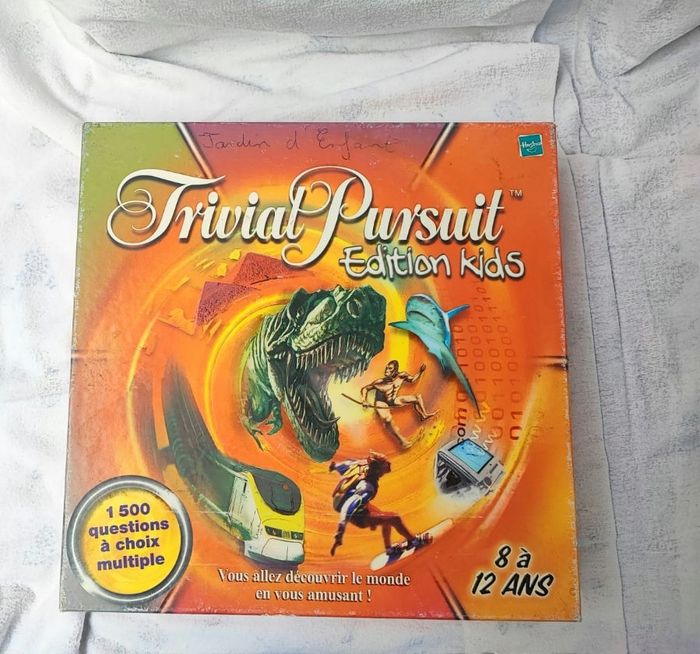 Jardin d'Enfant
Hasbro
Trivial Pursuit™
Edition Kids
1 500
questions
à choix
multiple
Vous allez découvrir le monde
en vous amusant !
8 à
12 ANS